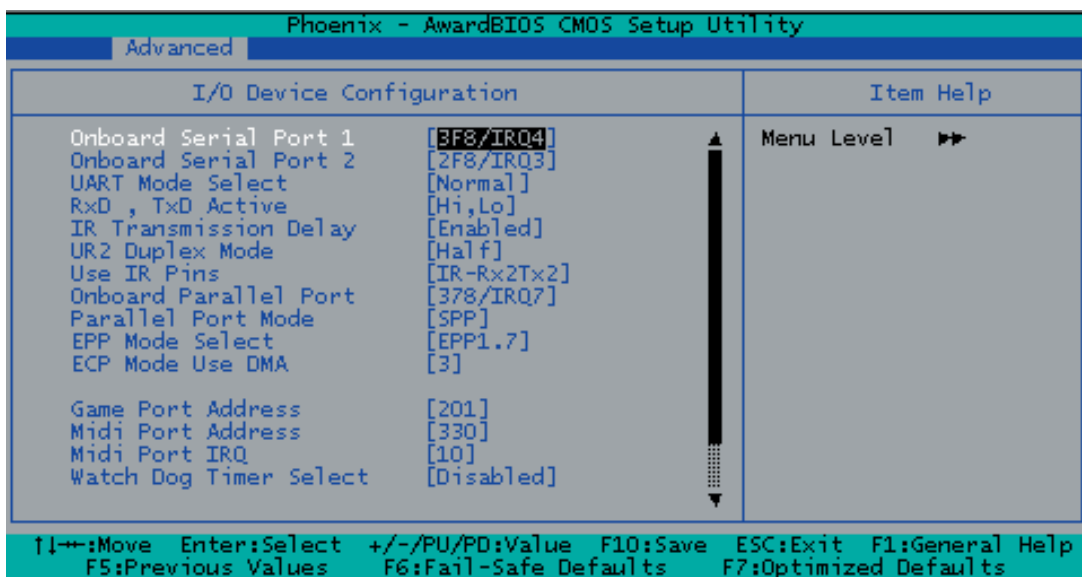 Phoenix - AwardBIOS CMOS Setup Utility
Advanced
I/O Device Configuration
Item Help
Onboard Serial Port 1 [3F8/IRQ4]
Menu Level ▶▶
Onboard Serial Port 2 [2F8/IRQ3]
UART Mode Select [Normal]
RxD , TxD Active [Hi,Lo]
IR Transmission Delay [Enabled]
UR2 Duplex Mode [Half]
Use IR Pins [IR-Rx2Tx2]
Onboard Parallel Port [378/IRQ7]
Parallel Port Mode [SPP]
EPP Mode Select [EPP1.7]
ECP Mode Use DMA [3]
Game Port Address [201]
Midi Port Address [330]
Midi Port IRQ [10]
Watch Dog Timer Select [Disabled]
↑↓→←:Move Enter:Select +/-/PU/PD:Value F10:Save ESC:Exit F1:General Help
F5:Previous Values F6:Fail-Safe Defaults F7:Optimized Defaults